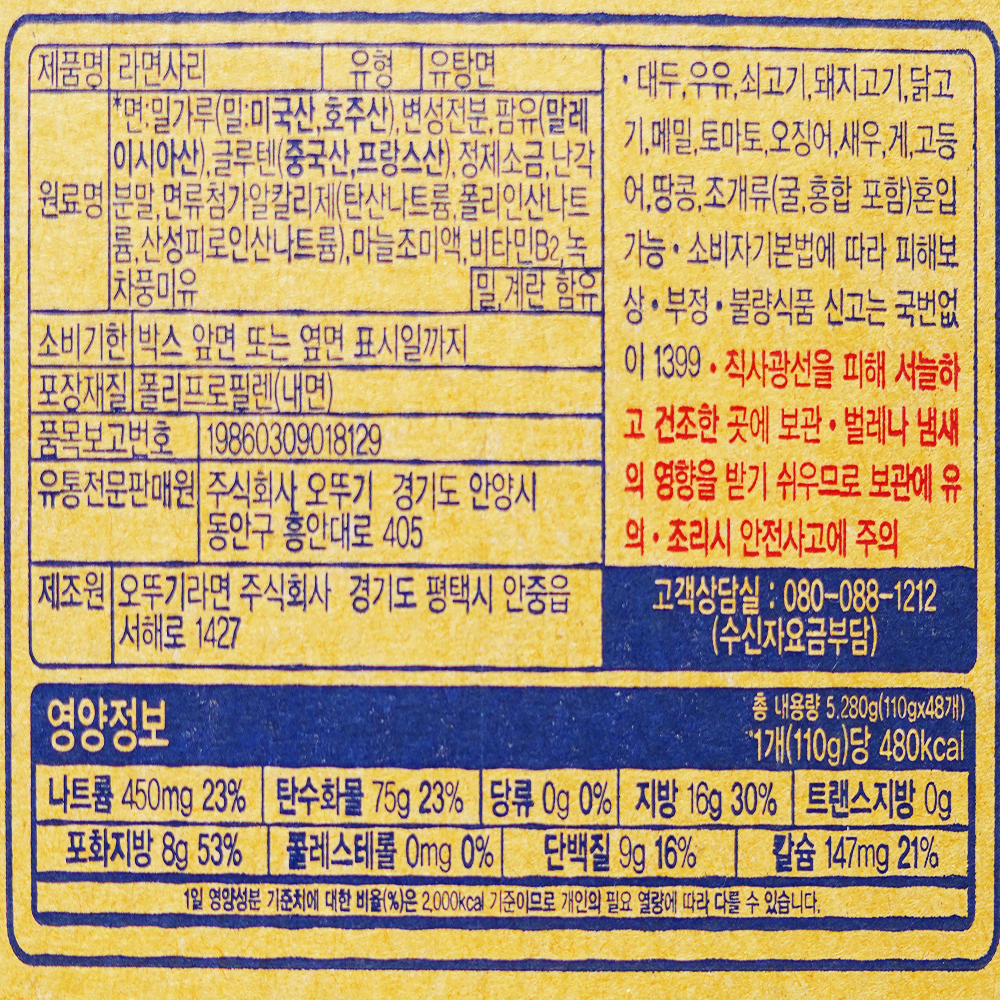 제품명 라면사리 유형 유탕면
원료명 *면:밀가루(밀:미국산,호주산),변성전분,팜유(말레
이시아산),글루텐(중국산,프랑스산),정제소금,난각
분말,면류첨가알칼리제(탄산나트륨,폴리인산나트
륨,산성피로인산나트륨),마늘조미액,비타민B2,녹
차풍미유
밀,계란 함유
소비기한 박스 앞면 또는 옆면 표시일까지
포장재질 폴리프로필렌(내면)
품목보고번호 19860309018129
유통전문판매원 주식회사 오뚜기 경기도 안양시
동안구 흥안대로 405
제조원 오뚜기라면 주식회사 경기도 평택시 안중읍
서해로 1427
• 대두,우유,쇠고기,돼지고기,닭고
기,메밀,토마토,오징어,새우,게,고등
어,땅콩,조개류(굴,홍합 포함)혼입
가능 • 소비자기본법에 따라 피해보
상 • 부정 • 불량식품 신고는 국번없
이 1399 • 직사광선을 피해 서늘하
고 건조한 곳에 보관 • 벌레나 냄새
의 영향을 받기 쉬우므로 보관에 유
의 • 조리시 안전사고에 주의
고객상담실 : 080-088-1212
(수신자요금부담)
영양정보
총 내용량 5.280g(110gx48개)
1개(110g)당 480kcal
나트륨 450mg 23% 탄수화물 75g 23% 당류 0g 0% 지방 16g 30% 트랜스지방 0g
포화지방 8g 53% 콜레스테롤 0mg 0% 단백질 9g 16% 칼슘 147mg 21%
1일 영양성분 기준치에 대한 비율(%)은 2,000kcal 기준이므로 개인의 필요 열량에 따라 다를 수 있습니다.